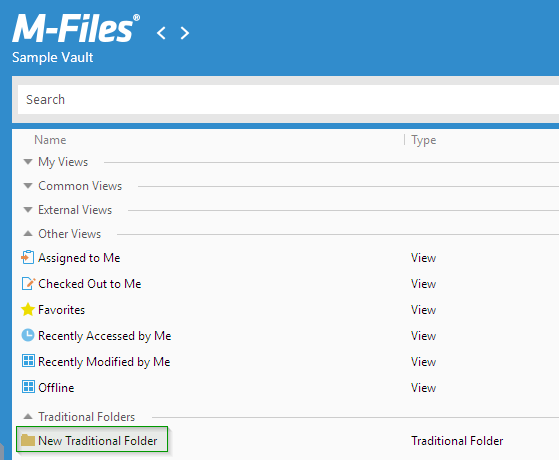 M-Files®
Sample Vault
Search
Name Type
My Views
Common Views
External Views
Other Views
Assigned to Me View
Checked Out to Me View
Favorites View
Recently Accessed by Me View
Recently Modified by Me View
Offline View
Traditional Folders
New Traditional Folder Traditional Folder